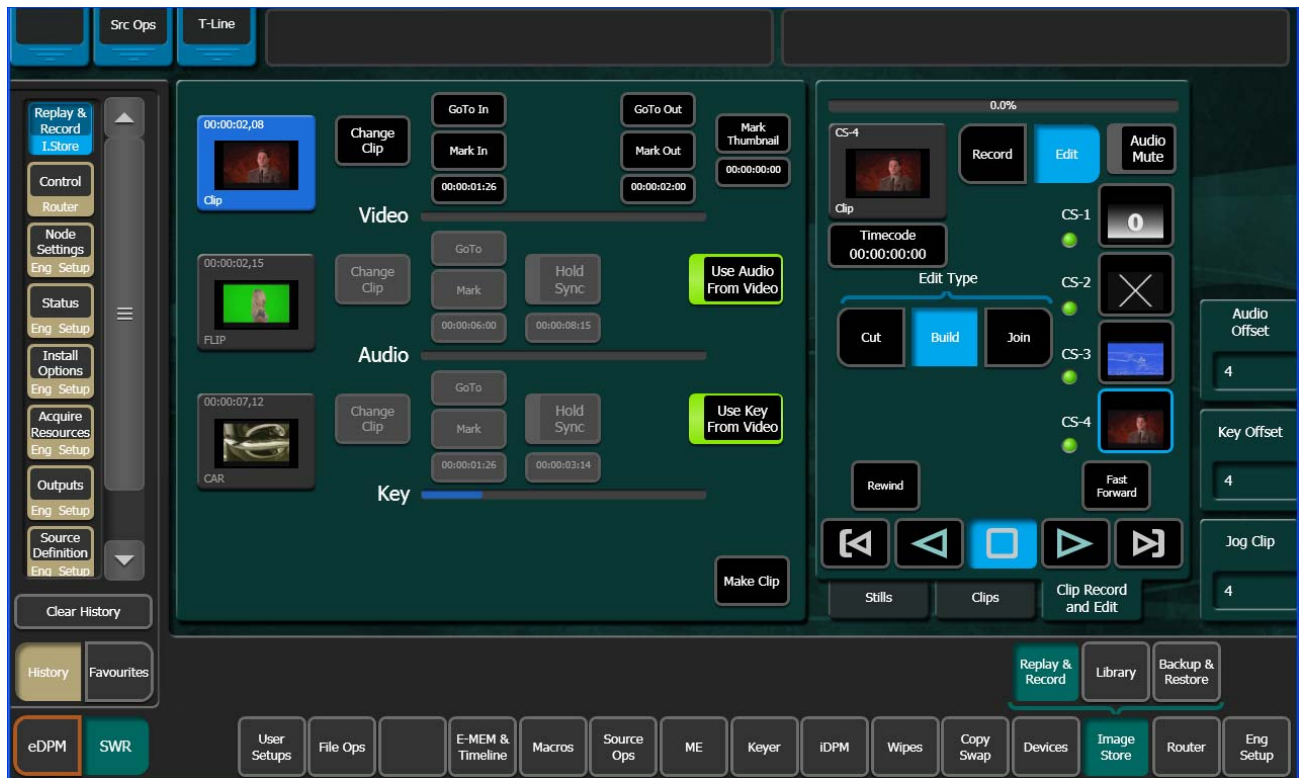 Src Ops
T-Line
Replay &
Record
I.Store
Control
Router
Node
Settings
Eng Setup
Status
Eng Setup
Install
Options
Eng Setup
Acquire
Resources
Eng Setup
Outputs
Eng Setup
Source
Definition
Eng Setup
Clear History
History
Favourites
00:00:02,08
Clip
Change
Clip
GoTo In
Mark In
00:00:01:26
GoTo Out
Mark Out
00:00:02:00
Mark
Thumbnail
00:00:00:00
Video
00:00:02,15
FLIP
Change
Clip
GoTo
Mark
00:00:06:00
Hold
Sync
00:00:08:15
Use Audio
From Video
Audio
00:00:07,12
CAR
Change
Clip
GoTo
Mark
00:00:01:26
Hold
Sync
00:00:03:14
Use Key
From Video
Key
Make Clip
0.0%
CS-4
Clip
Record
Edit
Audio
Mute
Timecode
00:00:00:00
Edit Type
Cut
Build
Join
CS-1
0
CS-2
CS-3
CS-4
Rewind
Fast
Forward
Stills
Clips
Clip Record
and Edit
Audio
Offset
4
Key Offset
4
Jog Clip
4
Replay &
Record
Library
Backup &
Restore
eDPM
SWR
User
Setups
File Ops
E-MEM &
Timeline
Macros
Source
Ops
ME
Keyer
iDPM
Wipes
Copy
Swap
Devices
Image
Store
Router
Eng
Setup